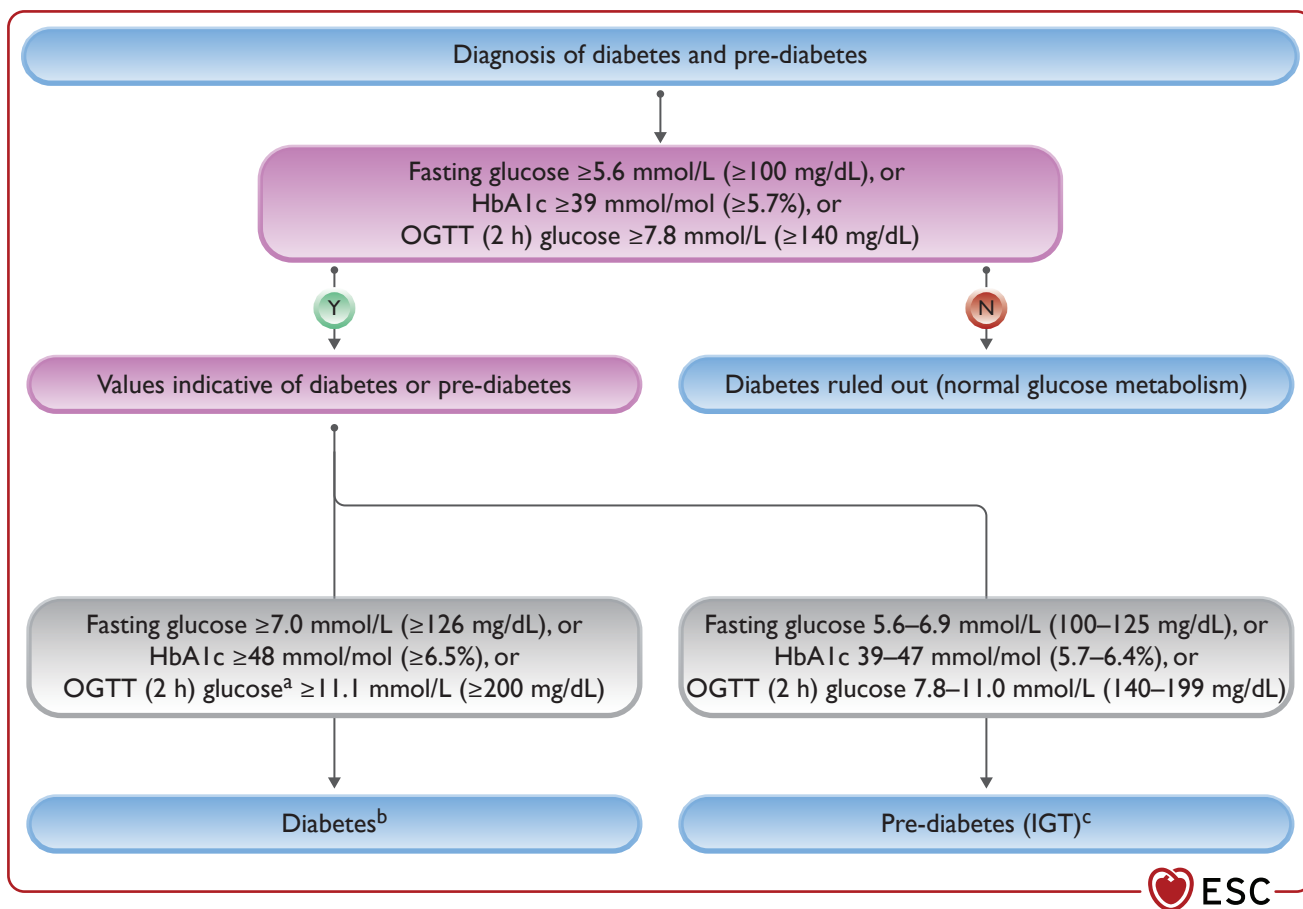 Diagnosis of diabetes and pre-diabetes
Fasting glucose ≥5.6 mmol/L (≥100 mg/dL), or
HbA1c ≥39 mmol/mol (≥5.7%), or
OGTT (2 h) glucose ≥7.8 mmol/L (≥140 mg/dL)
Y
N
Values indicative of diabetes or pre-diabetes
Diabetes ruled out (normal glucose metabolism)
Fasting glucose ≥7.0 mmol/L (≥126 mg/dL), or
HbA1c ≥48 mmol/mol (≥6.5%), or
OGTT (2 h) glucoseᵃ ≥11.1 mmol/L (≥200 mg/dL)
Fasting glucose 5.6–6.9 mmol/L (100–125 mg/dL), or
HbA1c 39–47 mmol/mol (5.7–6.4%), or
OGTT (2 h) glucose 7.8–11.0 mmol/L (140–199 mg/dL)
Diabetesᵇ
Pre-diabetes (IGT)ᶜ
ESC